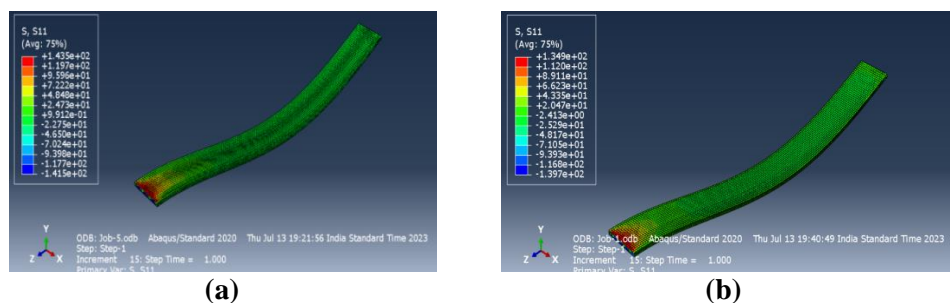 S, S11
(Avg: 75%)
+1.435e+02
+1.197e+02
+9.596e+01
+7.222e+01
+4.848e+01
+2.473e+01
+9.912e-01
-2.275e+01
-4.650e+01
-7.024e+01
-9.398e+01
-1.177e+02
-1.415e+02
Y
Z X
ODB: Job-5.odb Abaqus/Standard 2020 Thu Jul 13 19:21:56 India Standard Time 2023
Step: Step-1
Increment 15: Step Time = 1.000
Primary Var: S, S11
(a)
S, S11
(Avg: 75%)
+1.349e+02
+1.120e+02
+8.911e+01
+6.623e+01
+4.335e+01
+2.047e+01
-2.413e+00
-2.529e+01
-4.817e+01
-7.105e+01
-9.393e+01
-1.168e+02
-1.397e+02
Y
Z X
ODB: Job-1.odb Abaqus/Standard 2020 Thu Jul 13 19:40:49 India Standard Time 2023
Step: Step-1
Increment 15: Step Time = 1.000
Primary Var: S, S11
(b)